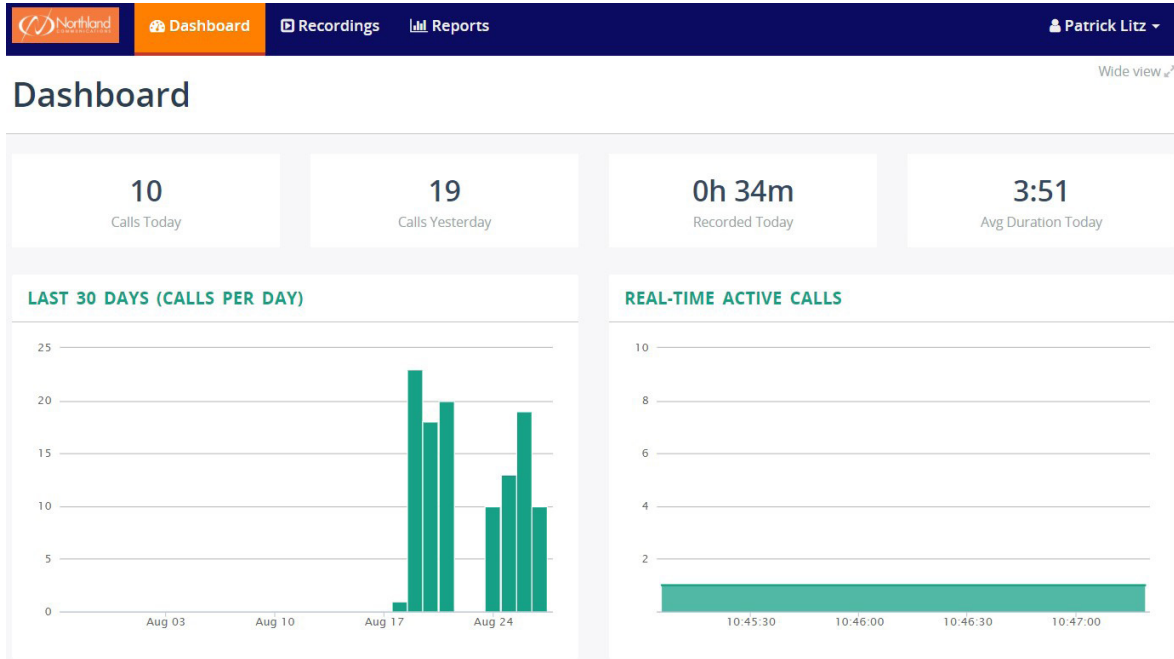 Northland
COMMUNICATIONS
Dashboard
Recordings
Reports
Patrick Litz
Wide view
Dashboard
10
Calls Today
19
Calls Yesterday
0h 34m
Recorded Today
3:51
Avg Duration Today
LAST 30 DAYS (CALLS PER DAY)
25
20
15
10
5
0
Aug 03
Aug 10
Aug 17
Aug 24
REAL-TIME ACTIVE CALLS
10
8
6
4
2
10:45:30
10:46:00
10:46:30
10:47:00